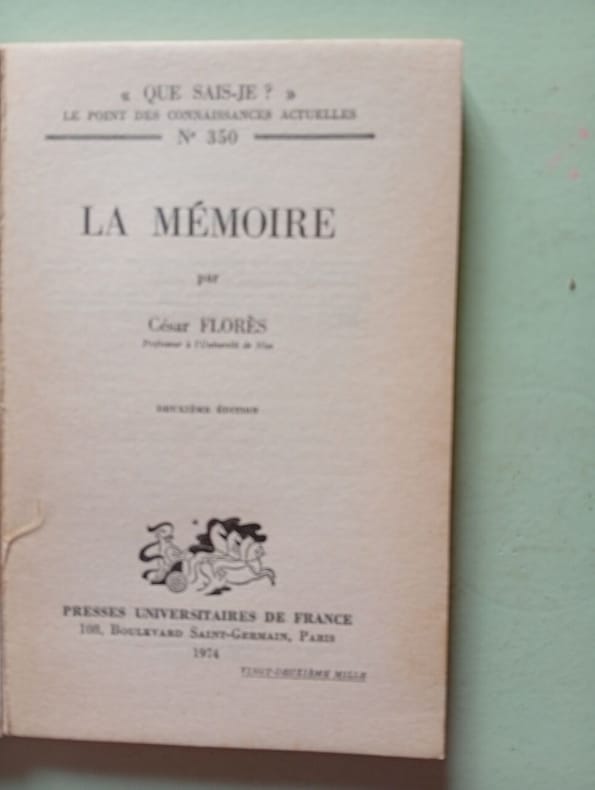 « QUE SAIS-JE ? »
LE POINT DES CONNAISSANCES ACTUELLES
N° 350
LA MÉMOIRE
par
César FLORÈS
Professeur à l'Université de Nice
DEUXIÈME ÉDITION
PRESSES UNIVERSITAIRES DE FRANCE
108, BOULEVARD SAINT-GERMAIN, PARIS
1974
VINGT-DEUXIÈME MILLE